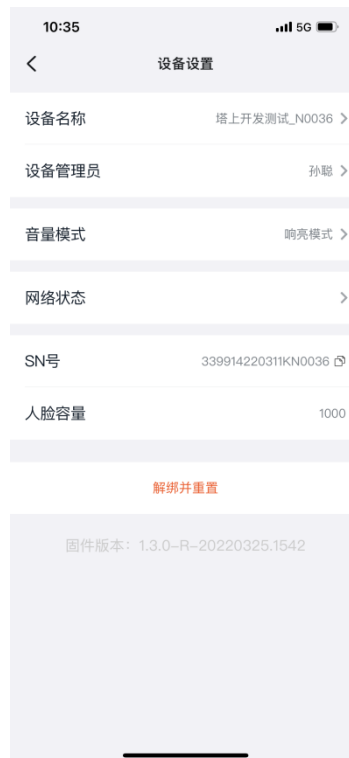 10:35 5G
设备设置
设备名称 塔上开发测试_N0036
设备管理员 孙聪
音量模式 响亮模式
网络状态
SN号 339914220311KN0036
人脸容量 1000
解绑并重置
固件版本：1.3.0-R-20220325.1542